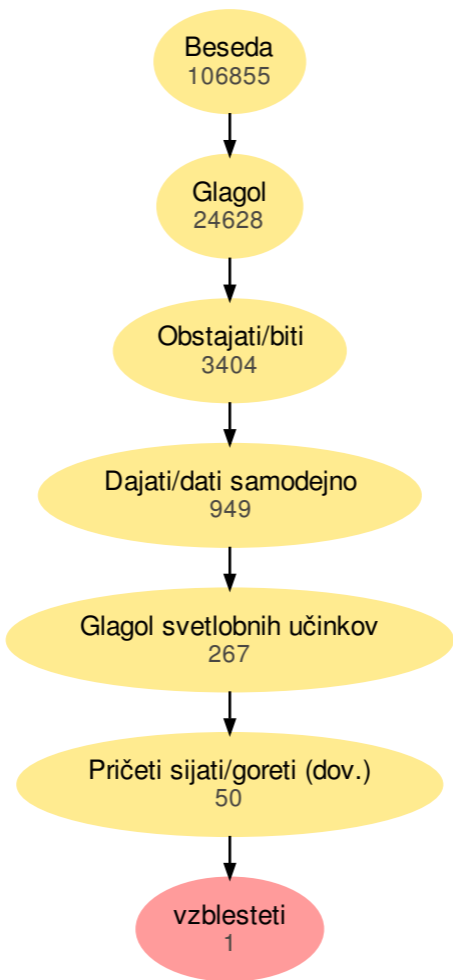 Beseda
106855
Glagol
24628
Obstajati/biti
3404
Dajati/dati samodejno
949
Glagol svetlobnih učinkov
267
Pričeti sijati/goreti (dov.)
50
vzblesteti
1